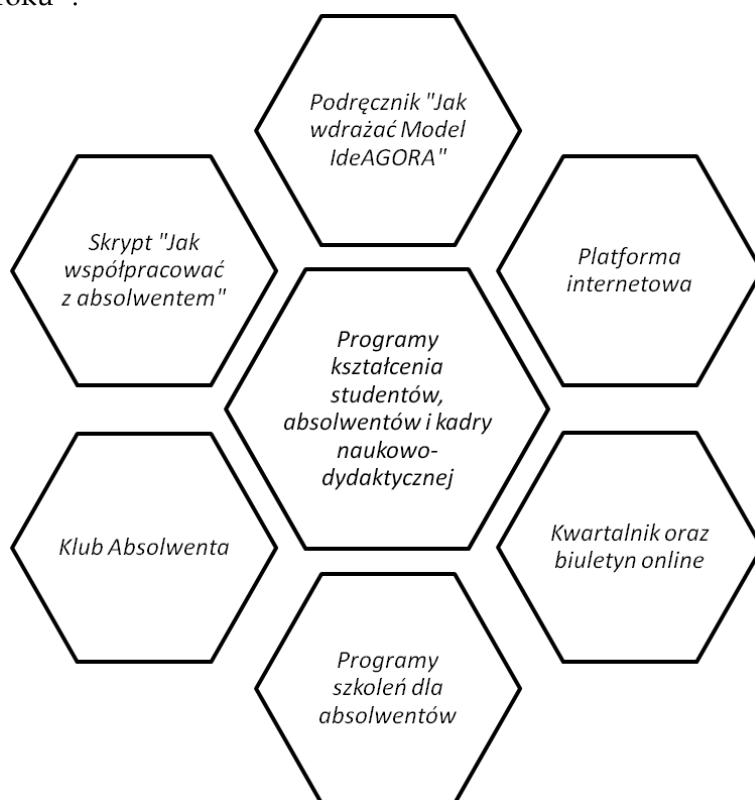 Podręcznik "Jak
wdrażać Model
IdeAGORA"
Skrypt "Jak
współpracować
z absolwentem"
Platforma
internetowa
Programy
kształcenia
studentów,
absolwentów i kadry
naukowo-
dydaktycznej
Klub Absolwenta
Kwartalnik oraz
biuletyn online
Programy
szkoleń dla
absolwentów